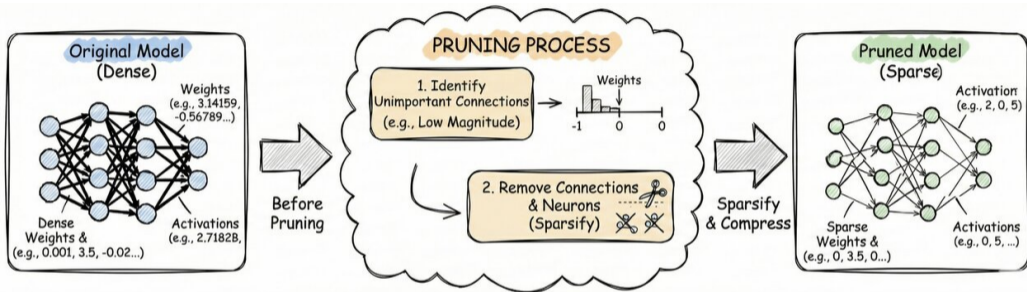 Original Model
(Dense)
Weights
(e.g., 3.14159,
-0.56789...)
Dense
Weights &
(e.g., 0.001, 3.5, -0.02...)
Activations
(e.g., 2.7182B,
Before
Pruning
PRUNING PROCESS
1. Identify
Unimportant Connections
(e.g., Low Magnitude)
Weights
-1 0 0
2. Remove Connections
& Neurons
(Sparsify)
Sparsify
& Compress
Pruned Model
(Sparse)
Activation:
(e.g., 2, 0, 5)
Sparse
Weights &
(e.g., 0, 3.5, 0...)
Activations
(e.g., 0, 5, ...)